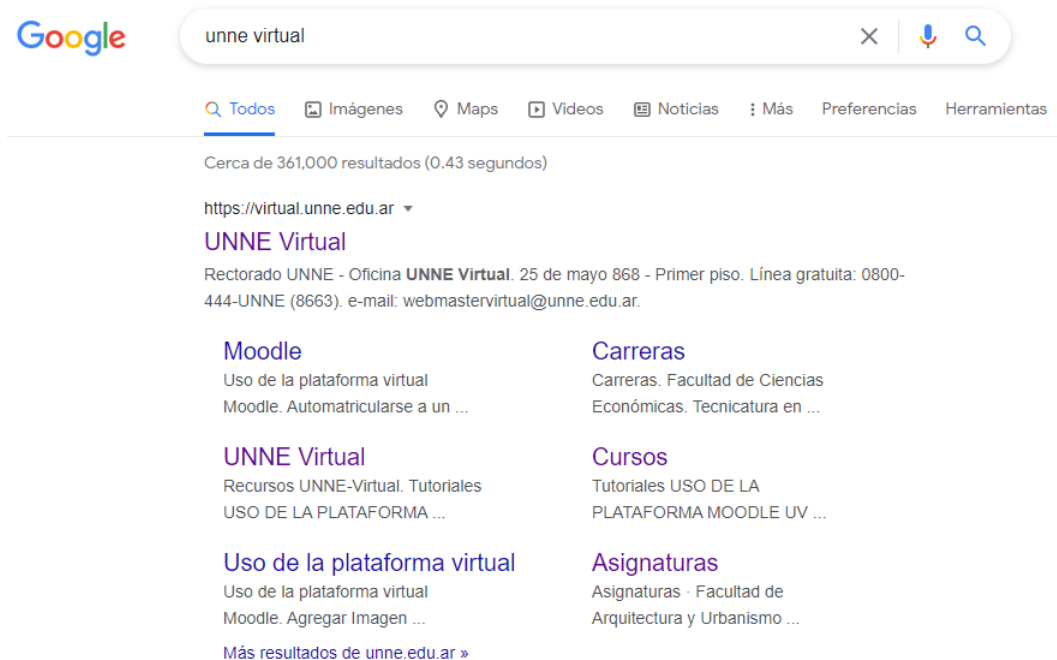 Google
unne virtual
Todos Imágenes Maps Videos Noticias Más Preferencias Herramientas
Cerca de 361,000 resultados (0.43 segundos)
https://virtual.unne.edu.ar
UNNE Virtual
Rectorado UNNE - Oficina UNNE Virtual. 25 de mayo 868 - Primer piso. Línea gratuita: 0800-
444-UNNE (8663). e-mail: webmastervirtual@unne.edu.ar.
Moodle
Uso de la plataforma virtual
Moodle. Automatricularse a un ...
Carreras
Carreras. Facultad de Ciencias
Económicas. Tecnicatura en ...
UNNE Virtual
Recursos UNNE-Virtual. Tutoriales
USO DE LA PLATAFORMA ...
Cursos
Tutoriales USO DE LA
PLATAFORMA MOODLE UV ...
Uso de la plataforma virtual
Uso de la plataforma virtual
Moodle. Agregar Imagen ...
Asignaturas
Asignaturas · Facultad de
Arquitectura y Urbanismo ...
Más resultados de unne.edu.ar »